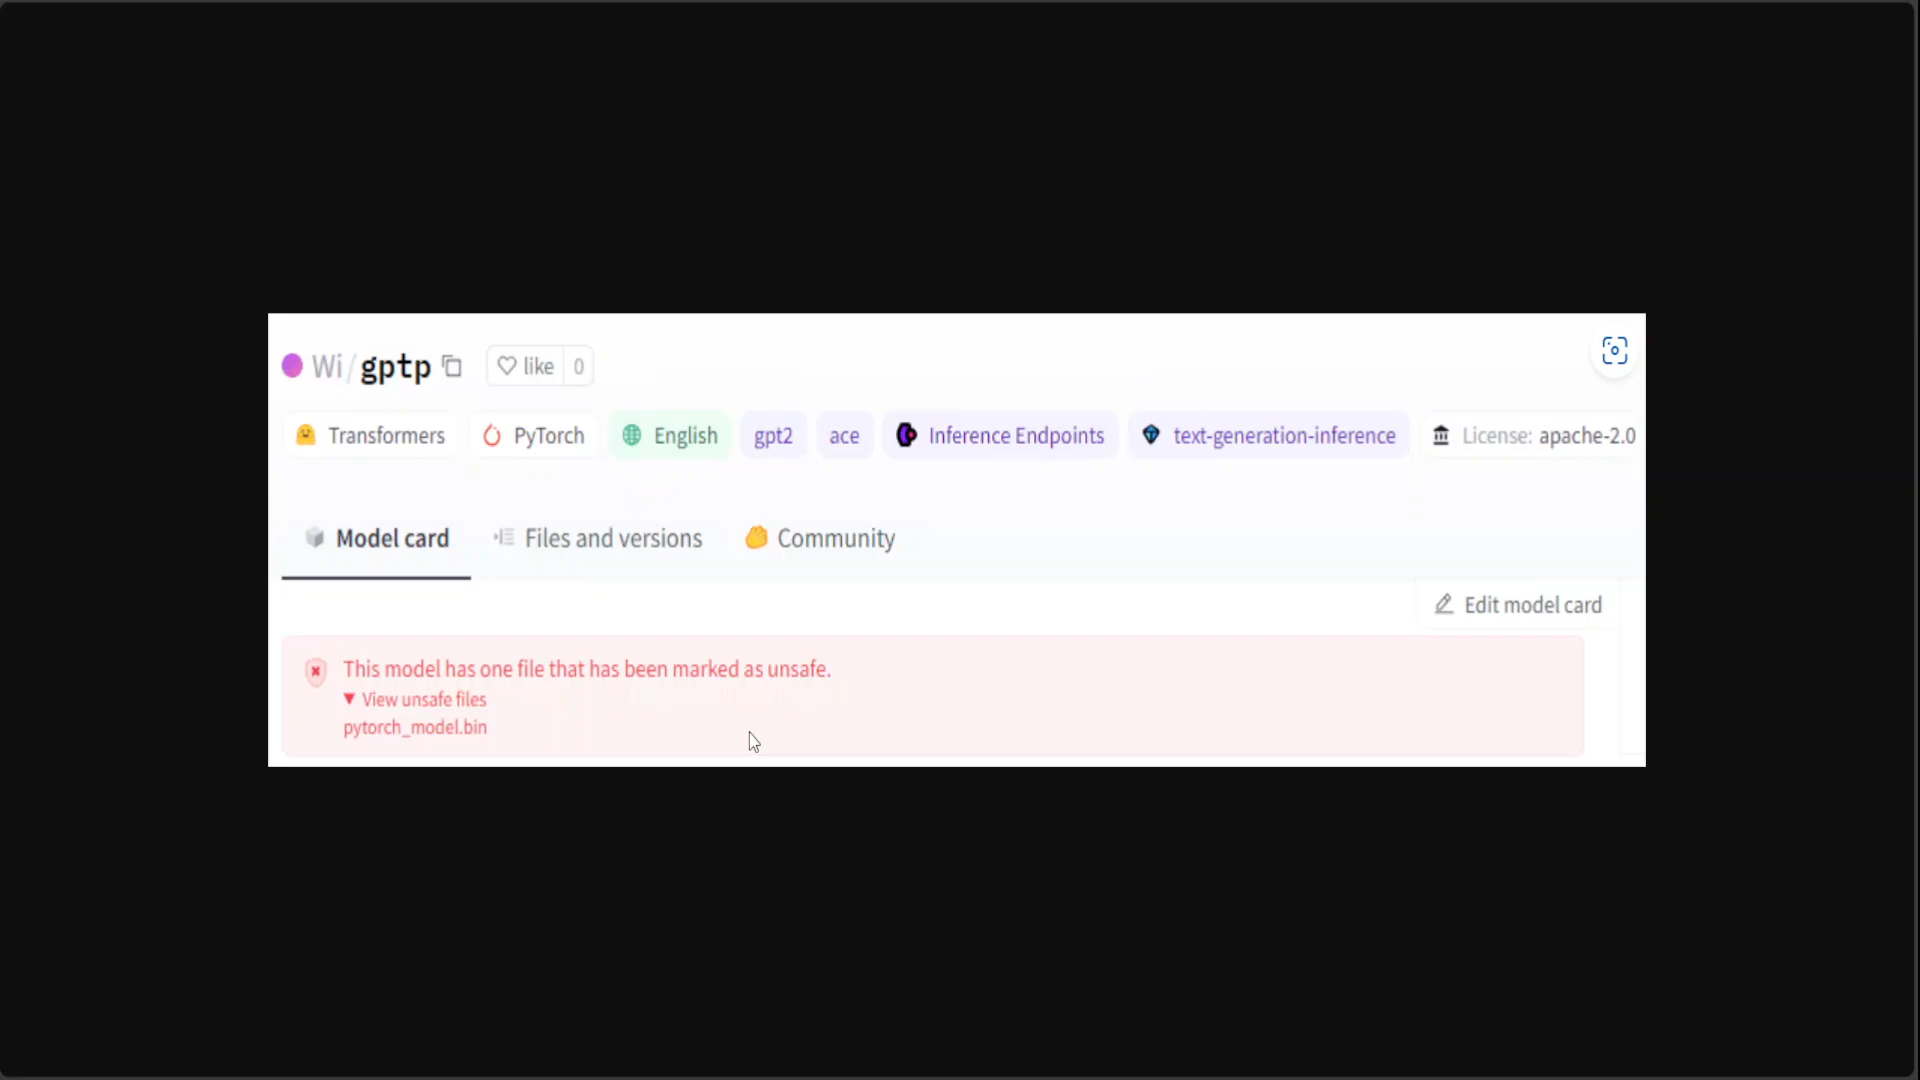 Wi/gptp like 0
Transformers PyTorch English gpt2 ace Inference Endpoints text-generation-inference License: apache-2.0
Model card Files and versions Community
Edit model card
This model has one file that has been marked as unsafe.
▼ View unsafe files
pytorch_model.bin